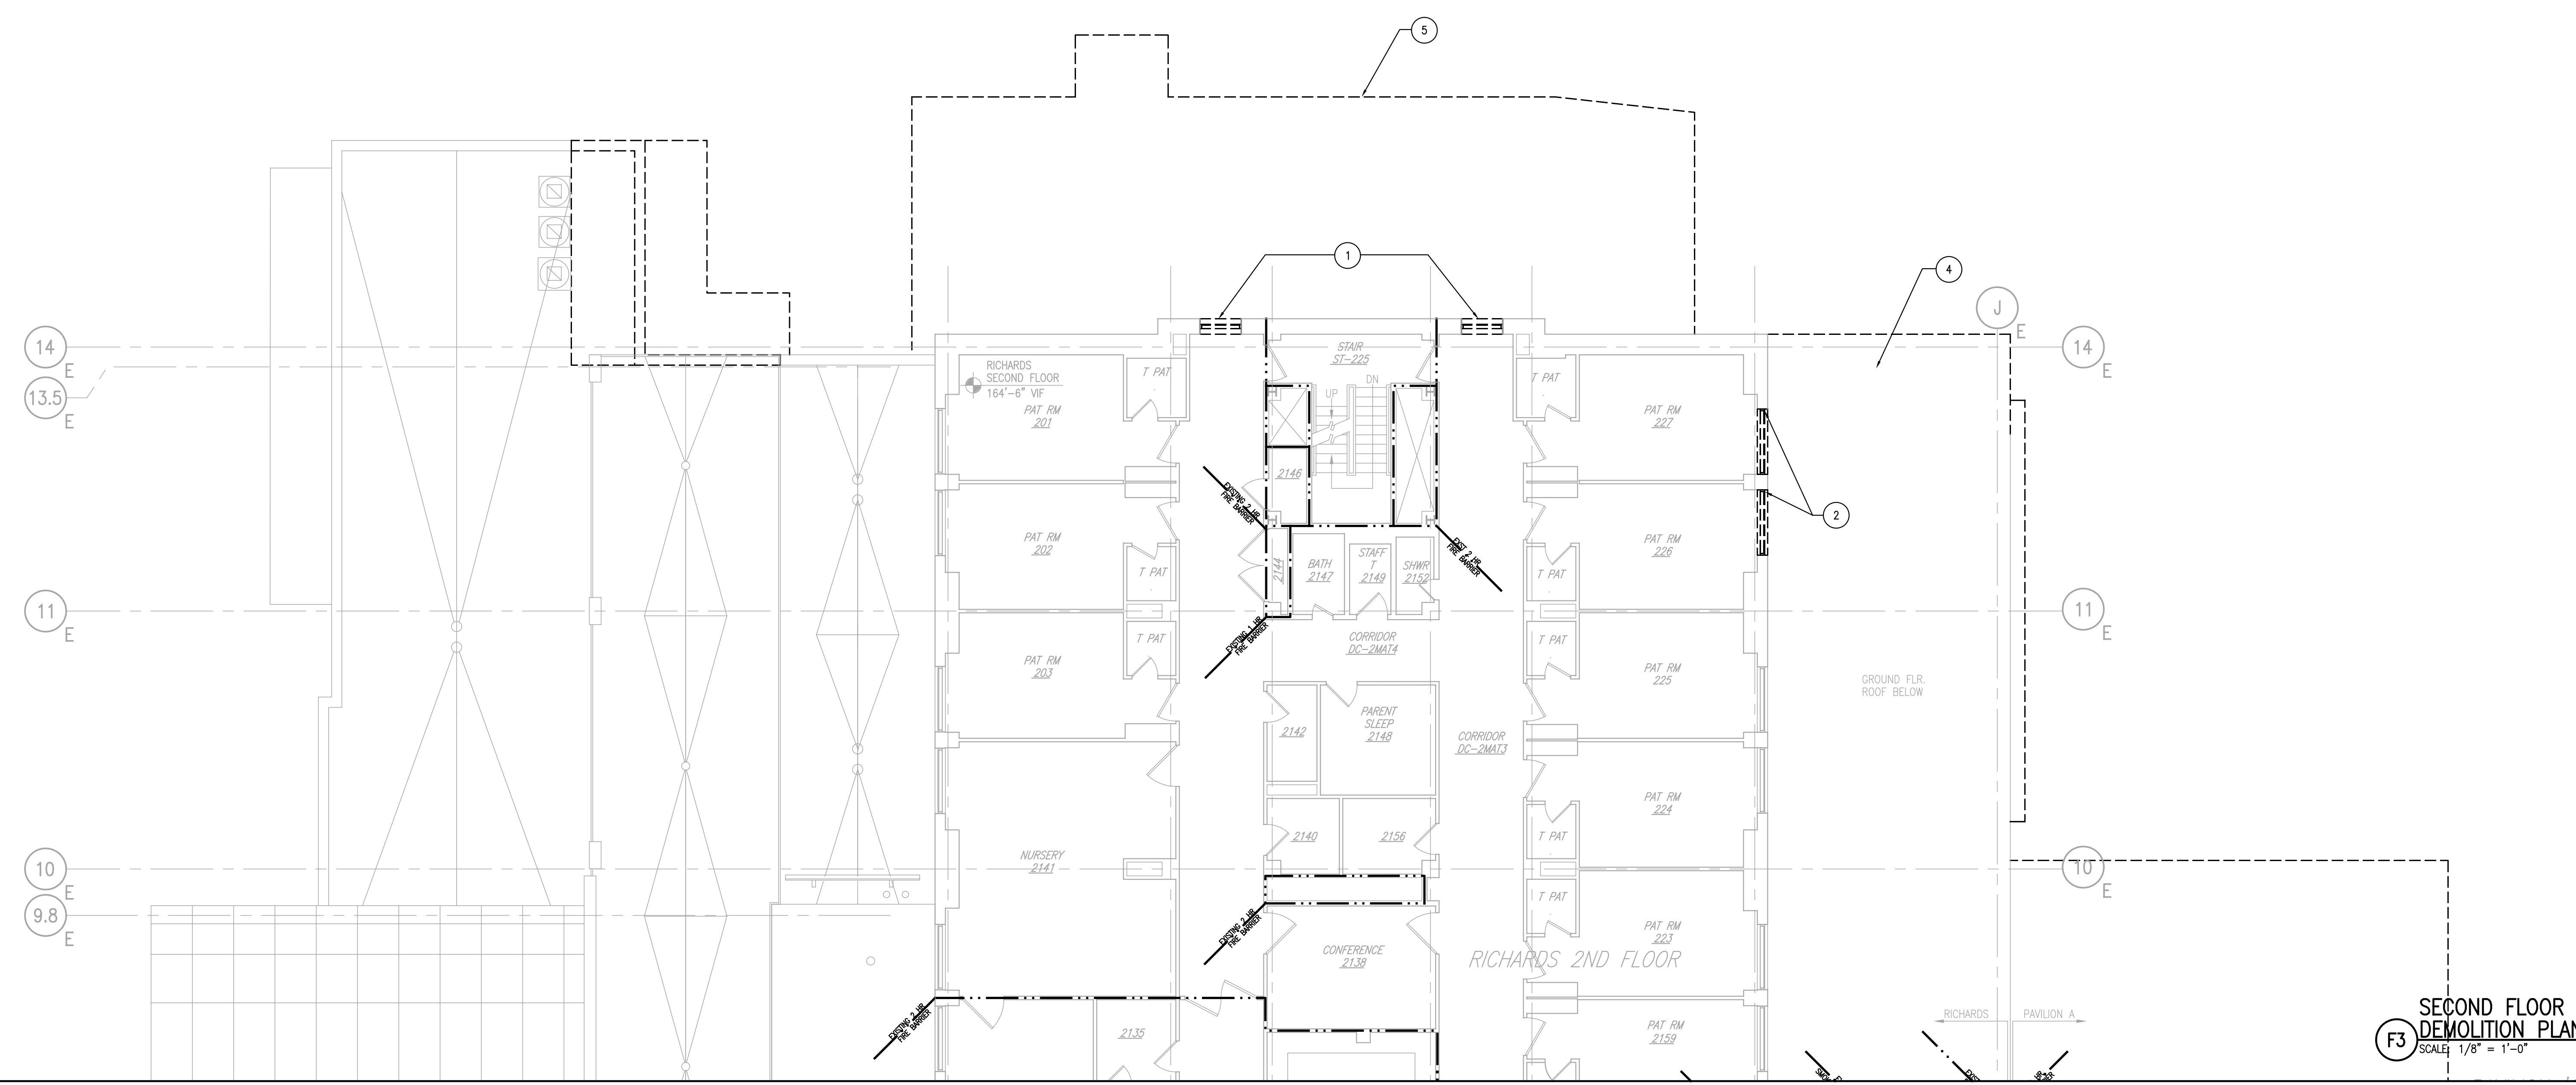 5
1
4
J
E
14
E
14
E
13.5
E
STAIR
ST-225
RICHARDS
SECOND FLOOR
164'-6" VIF
T PAT
T PAT
UP
DN
PAT RM
201
PAT RM
227
2146
EXISTING 2 HR
FIRE BARRIER
2
PAT RM
202
PAT RM
226
EXIST 2 HR
FIRE BARRIER
T PAT
2144
BATH
2147
STAFF
T
2149
SHWR
2152
T PAT
11
E
11
E
EXISTING 1 HR
FIRE BARRIER
T PAT
CORRIDOR
DC-2MAT4
T PAT
PAT RM
203
PAT RM
225
GROUND FLR.
ROOF BELOW
2142
PARENT
SLEEP
2148
CORRIDOR
DC-2MAT3
PAT RM
224
2140
2156
T PAT
NURSERY
2141
10
E
10
E
T PAT
9.8
E
EXISTING 2 HR
FIRE BARRIER
PAT RM
223
CONFERENCE
2138
RICHARDS 2ND FLOOR
EXISTING 2 HR
FIRE BARRIER
2135
PAT RM
2159
RICHARDS
PAVILION A
F3
SECOND FLOOR
DEMOLITION PLAN
SCALE: 1/8" = 1'-0"